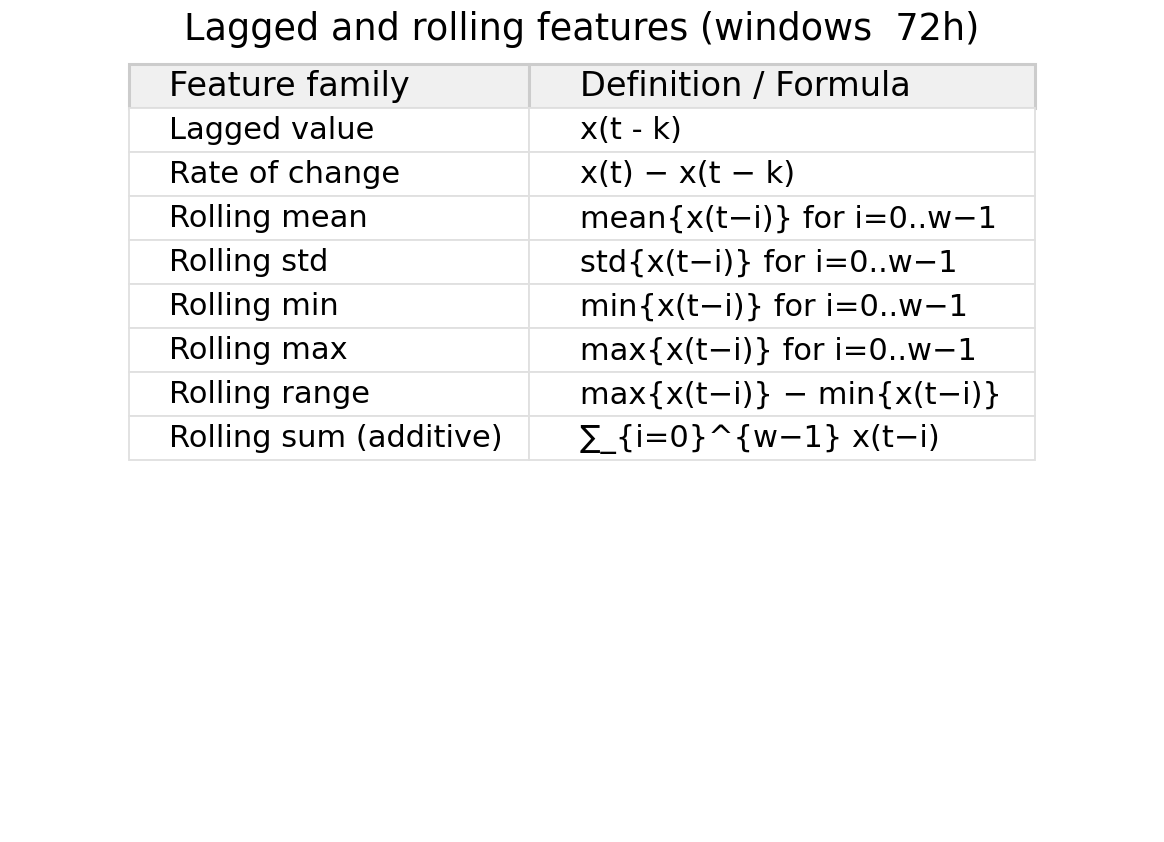 Lagged and rolling features (windows  72h)
Feature family Definition / Formula
Lagged value x(t - k)
Rate of change x(t) − x(t − k)
Rolling mean mean{x(t−i)} for i=0..w−1
Rolling std std{x(t−i)} for i=0..w−1
Rolling min min{x(t−i)} for i=0..w−1
Rolling max max{x(t−i)} for i=0..w−1
Rolling range max{x(t−i)} − min{x(t−i)}
Rolling sum (additive) ∑_{i=0}^{w−1} x(t−i)